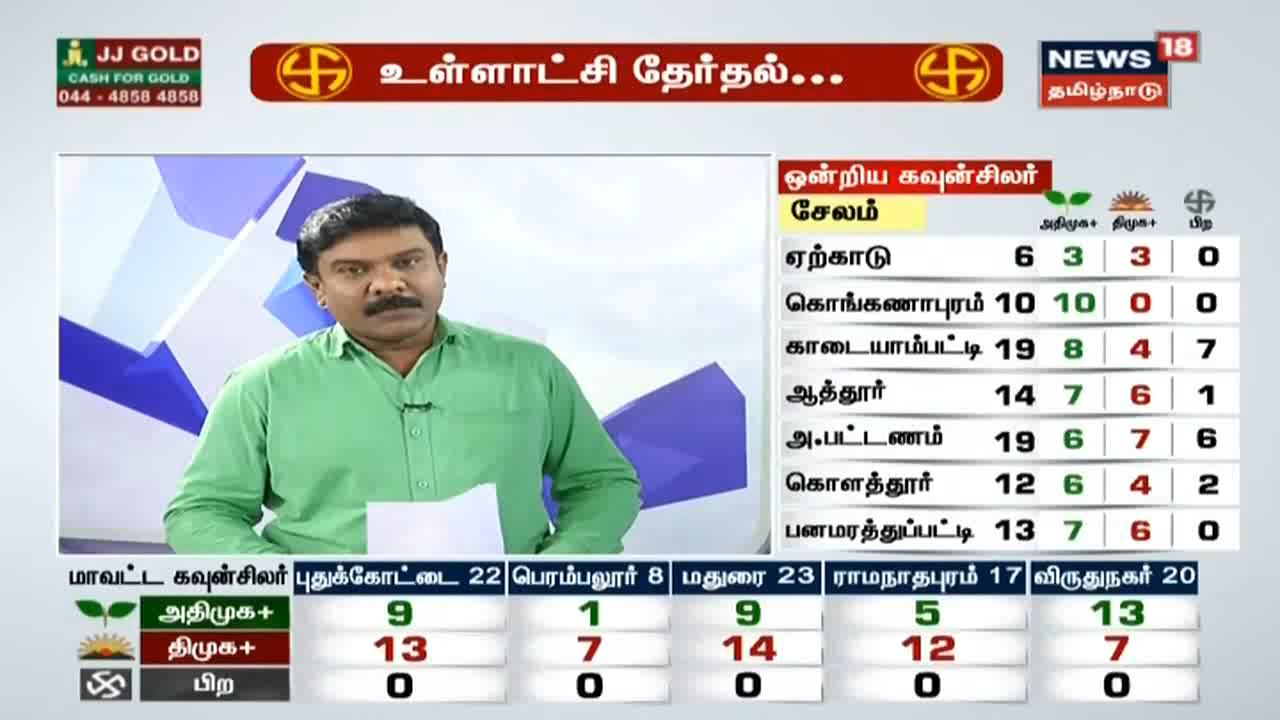 JJ GOLD
CASH FOR GOLD
044 - 4858 4858
உள்ளாட்சி தேர்தல்...
NEWS 18
தமிழ்நாடு
ஒன்றிய கவுன்சிலர்
சேலம் அதிமுக+ திமுக+ பிற
ஏற்காடு 6 3 3 0
கொங்கணாபுரம் 10 10 0 0
காடையாம்பட்டி 19 8 4 7
ஆத்தூர் 14 7 6 1
அ.பட்டணம் 19 6 7 6
கொளத்தூர் 12 6 4 2
பனமரத்துப்பட்டி 13 7 6 0
மாவட்ட கவுன்சிலர் புதுக்கோட்டை 22 பெரம்பலூர் 8 மதுரை 23 ராமநாதபுரம் 17 விருதுநகர் 20
அதிமுக+ 9 1 9 5 13
திமுக+ 13 7 14 12 7
பிற 0 0 0 0 0